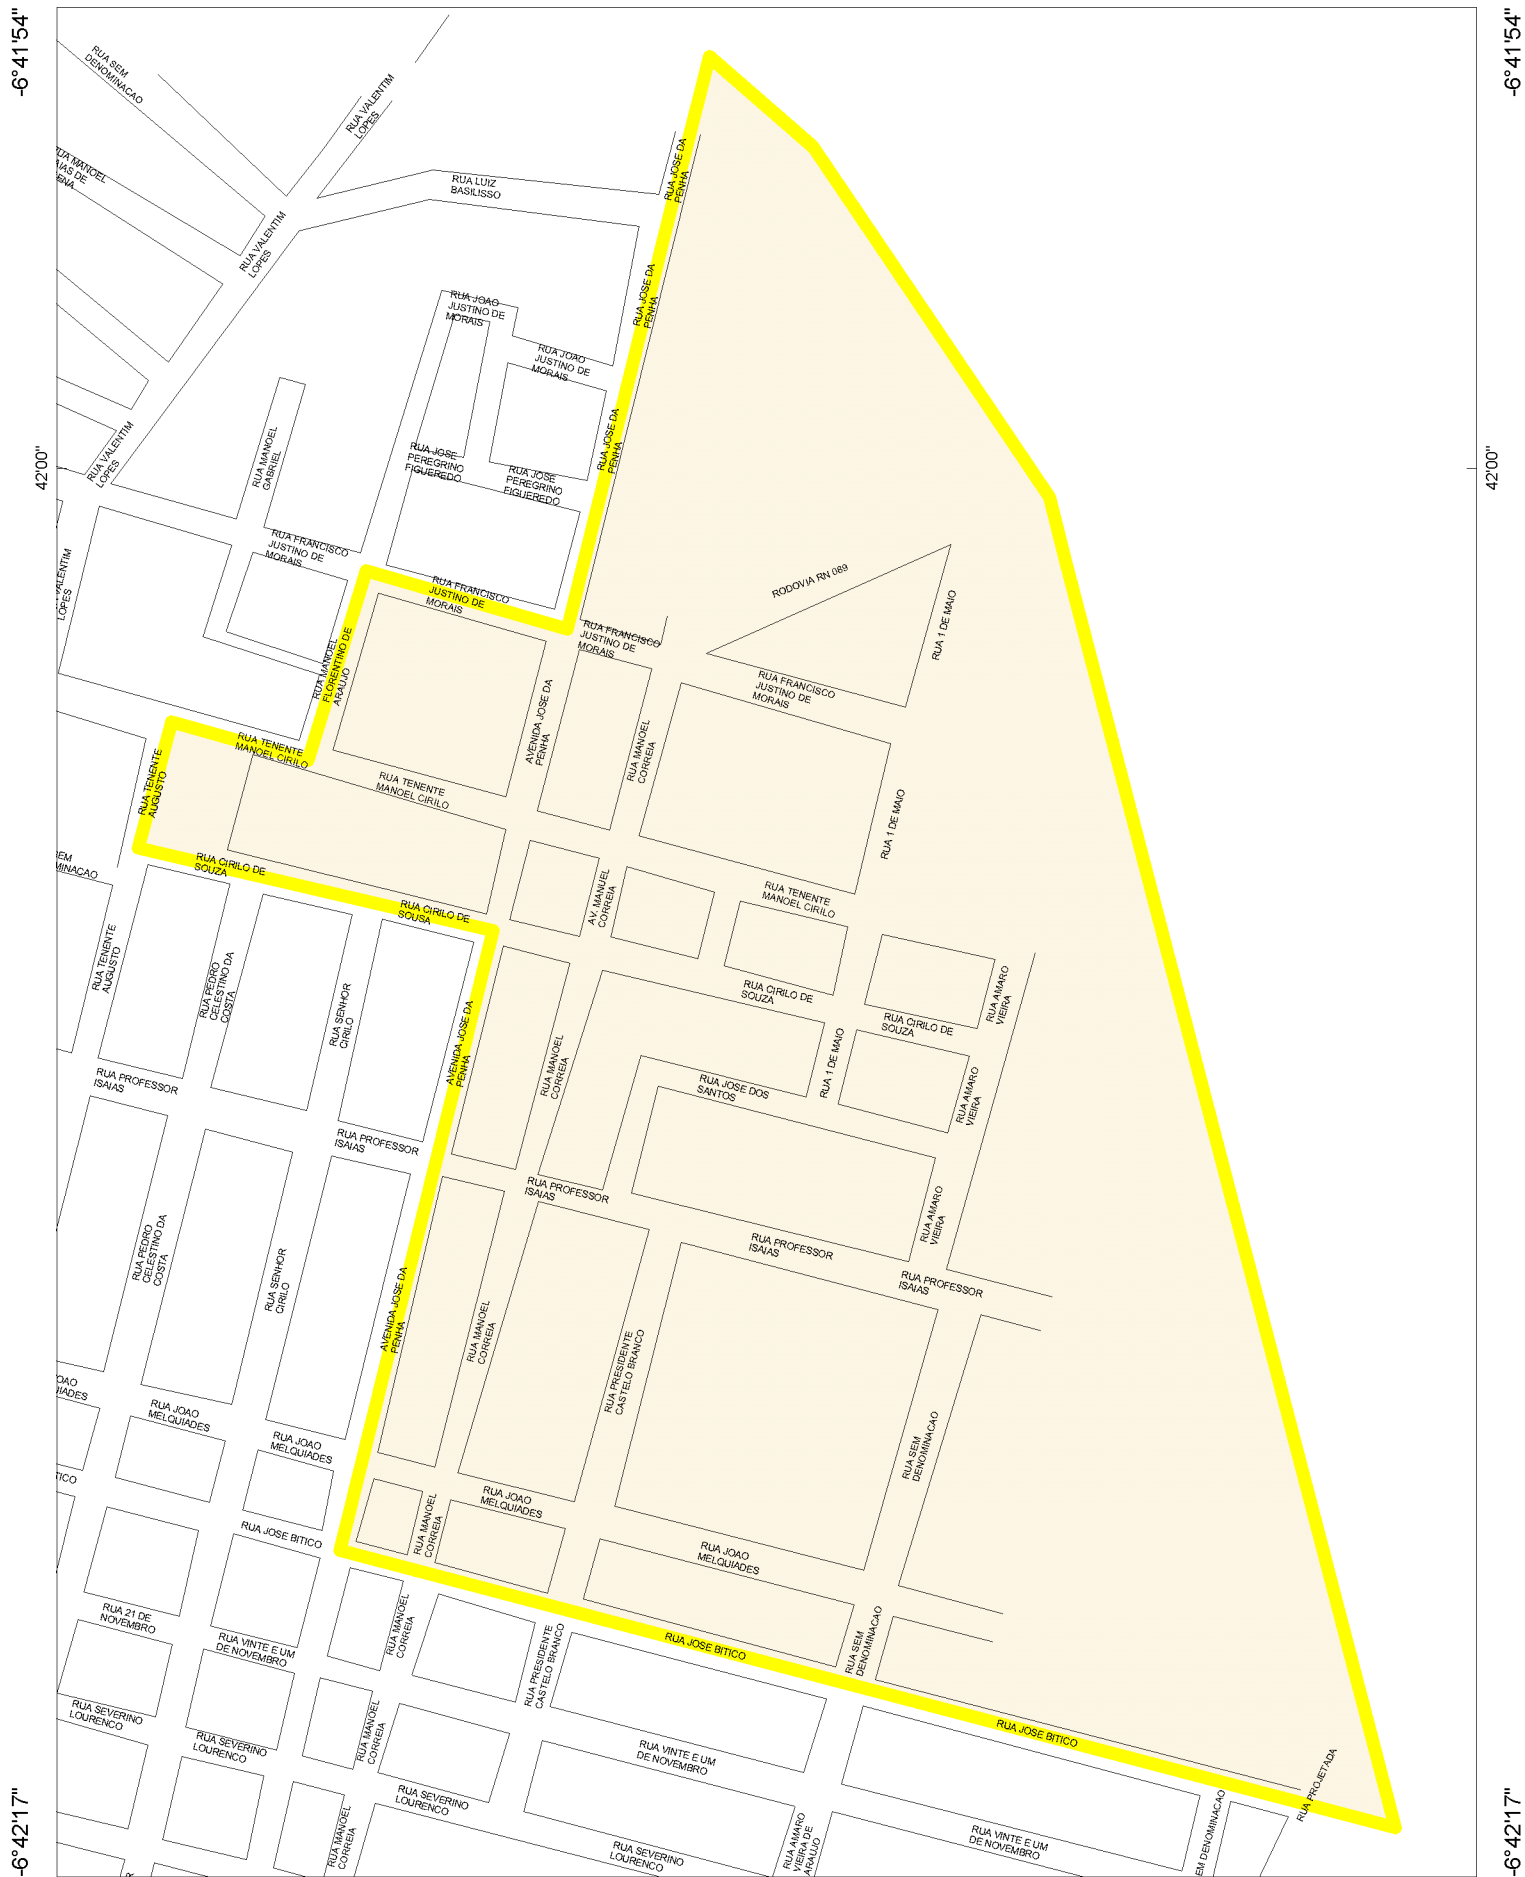 -6°41'54"
-6°41'54"
RUA SEM
DENOMINACAO
RUA VALENTIM
LOPES
RUA MANOEL
RUA LUIZ
BASILISSO
RUA JOSE DA
PENHA
RUA VALENTIM
LOPES
RUA JOSE DA
PENHA
RUA JOAO
JUSTINO DE
MORAIS
RUA JOAO
JUSTINO DE
MORAIS
RUA VALENTIM
LOPES
RUA MANOEL
GABRIEL
RUA JOSE
PEREGRINO
FIGUEREDO
RUA JOSE
PEREGRINO
FIGUEREDO
RUA JOSE DA
PENHA
42'00"
42'00"
RUA FRANCISCO
JUSTINO DE
MORAIS
VALENTIM
LOPES
RUA FRANCISCO
JUSTINO DE
MORAIS
RODOVIA RN 089
RUA 1 DE MAIO
RUA FRANCISCO
JUSTINO DE
MORAIS
RUA MANOEL
FLORENTINO DE
ARAUJO
RUA FRANCISCO
JUSTINO DE
MORAIS
AVENIDA JOSE DA
PENHA
RUA MANOEL
CORREIA
RUA TENENTE
MANOEL CIRILO
RUA TENENTE
AUGUSTO
RUA TENENTE
MANOEL CIRILO
RUA 1 DE MAIO
RUA CIRILO DE
SOUZA
EM
MINACAO
RUA TENENTE
MANOEL CIRILO
AV. MANUEL
CORREIA
RUA CIRILO DE
SOUSA
RUA TENENTE
AUGUSTO
RUA PEDRO
CELESTINO DA
COSTA
RUA SENHOR
CIRILO
RUA CIRILO DE
SOUZA
RUA AMARO
VIEIRA
RUA CIRILO DE
SOUZA
AVENIDA JOSE DA
PENHA
RUA MANOEL
CORREIA
RUA 1 DE MAIO
RUA JOSE DOS
SANTOS
RUA AMARO
VIEIRA
RUA PROFESSOR
ISAIAS
RUA PROFESSOR
ISAIAS
RUA PROFESSOR
ISAIAS
RUA AMARO
VIEIRA
RUA PEDRO
CELESTINO DA
COSTA
RUA SENHOR
CIRILO
RUA PROFESSOR
ISAIAS
RUA PROFESSOR
ISAIAS
AVENIDA JOSE DA
PENHA
RUA MANOEL
CORREIA
RUA PRESIDENTE
CASTELO BRANCO
OAO
IADES
RUA JOAO
MELQUIADES
RUA JOAO
MELQUIADES
RUA SEM
DENOMINACAO
TICO
RUA JOAO
MELQUIADES
RUA JOSE BITICO
RUA MANOEL
CORREIA
RUA JOAO
MELQUIADES
RUA 21 DE
NOVEMBRO
RUA VINTE E UM
DE NOVEMBRO
RUA MANOEL
CORREIA
RUA PRESIDENTE
CASTELO BRANCO
RUA JOSE BITICO
RUA SEM
DENOMINACAO
RUA SEVERINO
LOURENCO
RUA SEVERINO
LOURENCO
RUA MANOEL
CORREIA
RUA VINTE E UM
DE NOVEMBRO
RUA JOSE BITICO
RUA PROJETADA
RUA SEVERINO
LOURENCO
RUA MANOEL
CORREIA
RUA SEVERINO
LOURENCO
RUA AMARO
VIEIRA DE
ARAUJO
RUA VINTE E UM
DE NOVEMBRO
EM DENOMINACAO
-6°42'17"
-6°42'17"